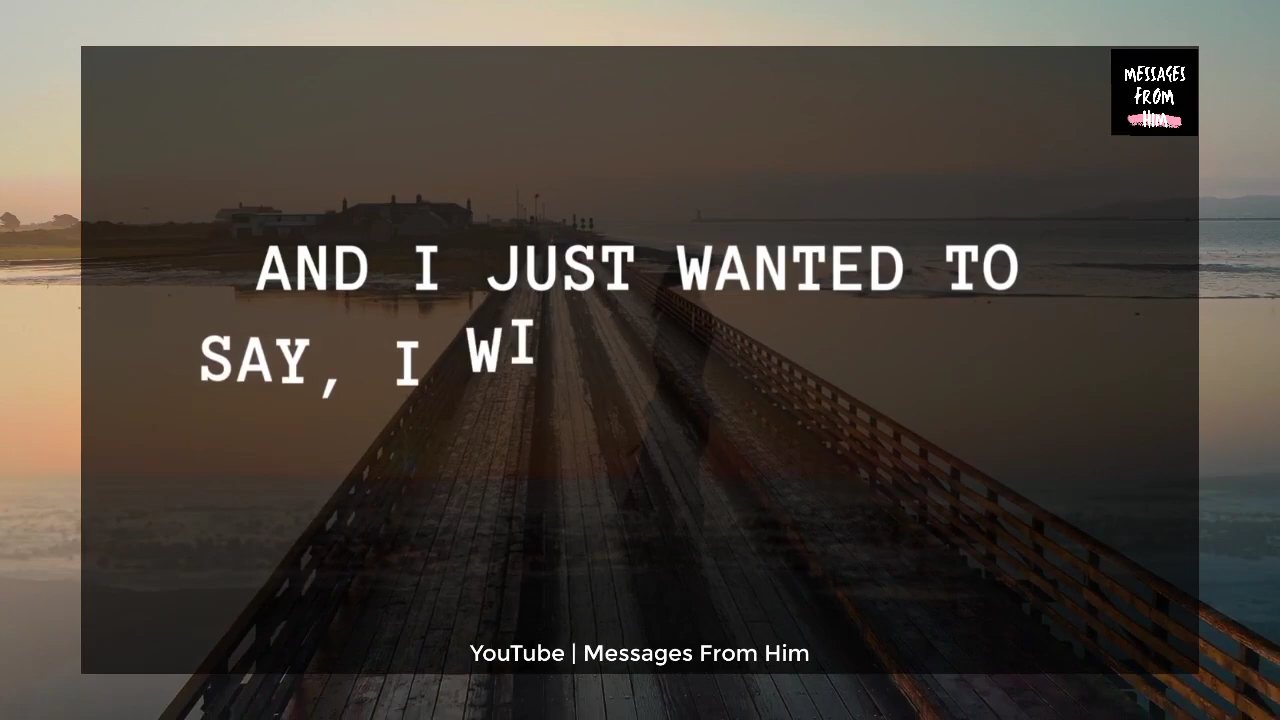 MESSAGES
FROM
HIM
AND I JUST WANTED TO
SAY, I WI
YouTube | Messages From Him